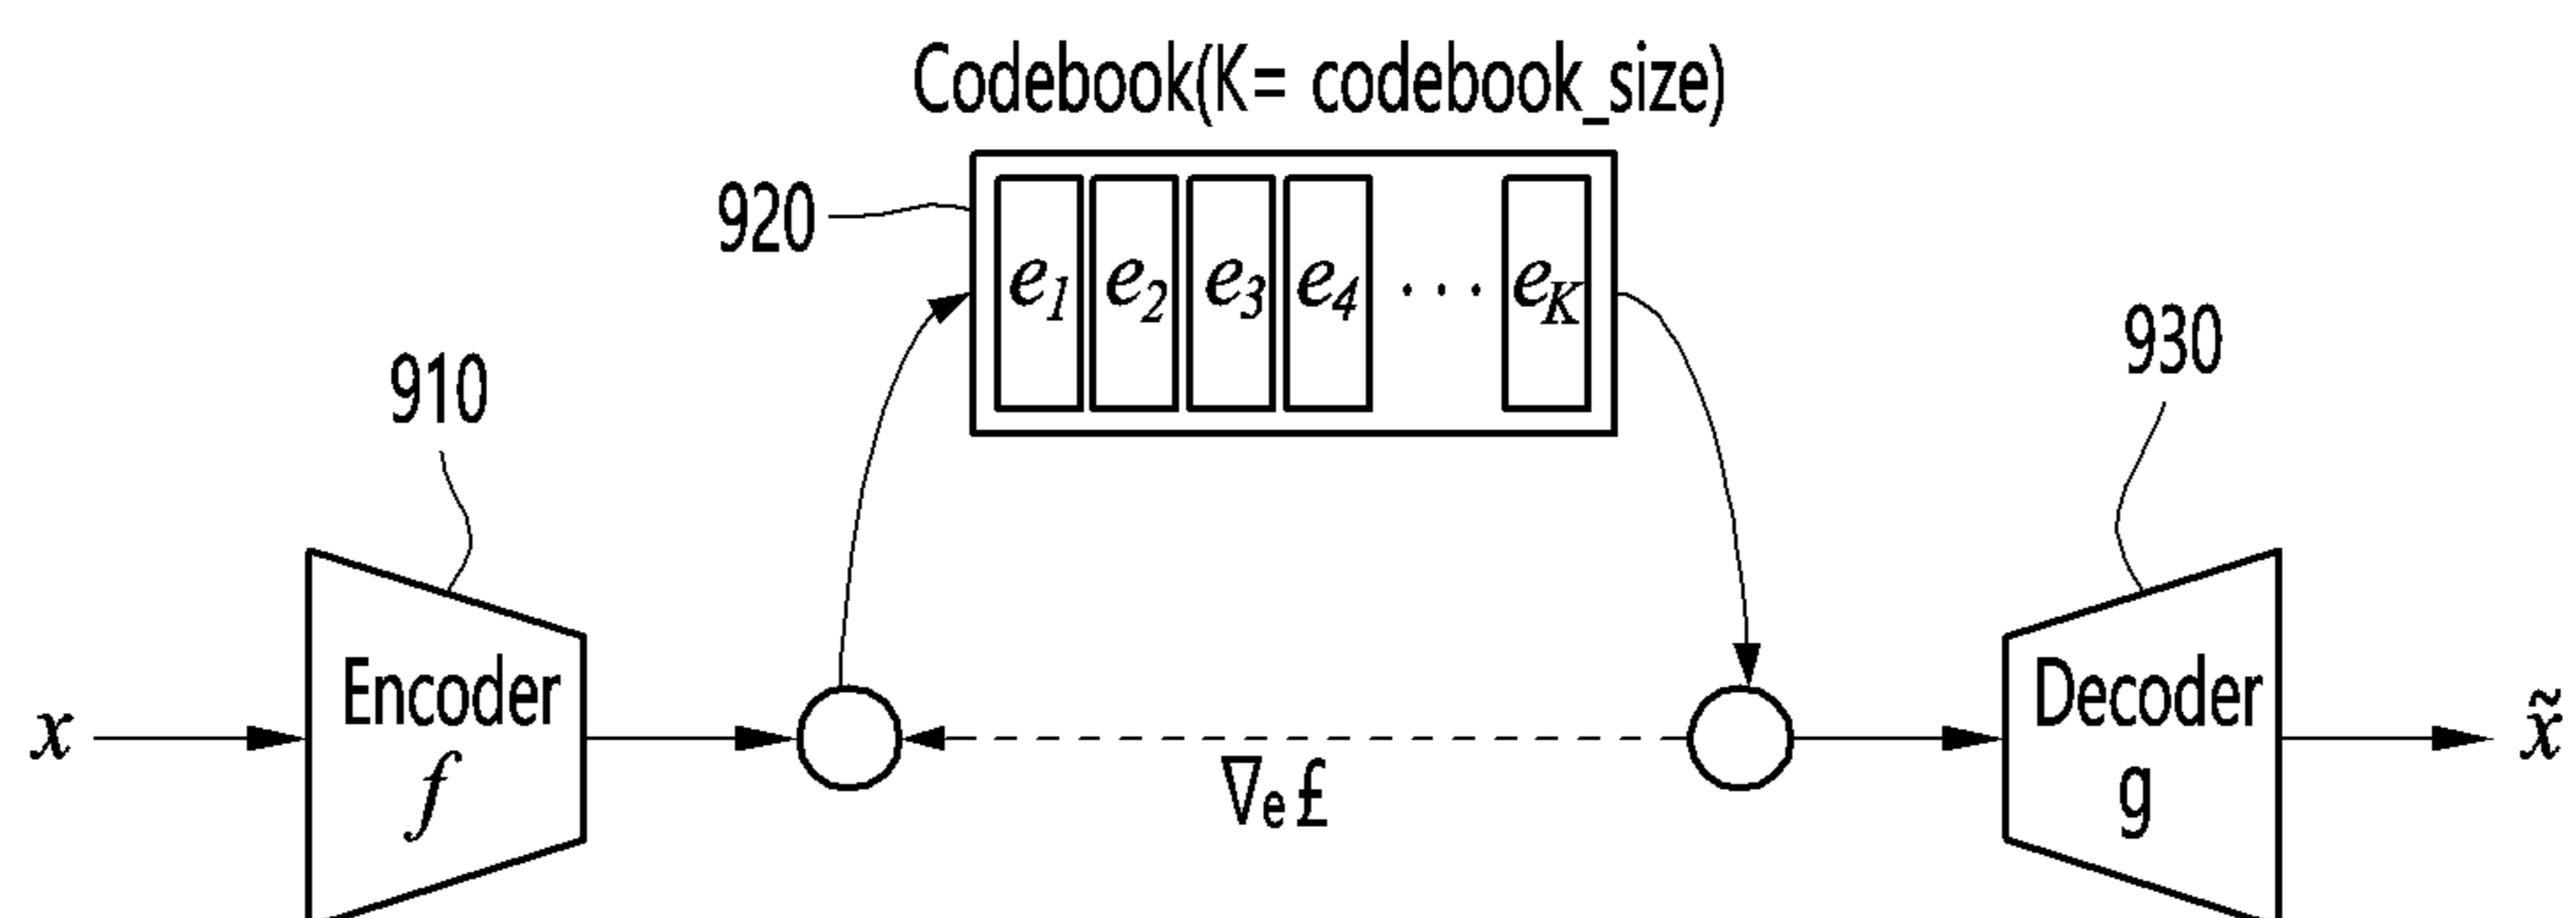 Codebook(K= codebook_size)
920
e1 e2 e3 e4 ... eK
910
930
x
Encoder
f
∇e£
Decoder
g
x̃